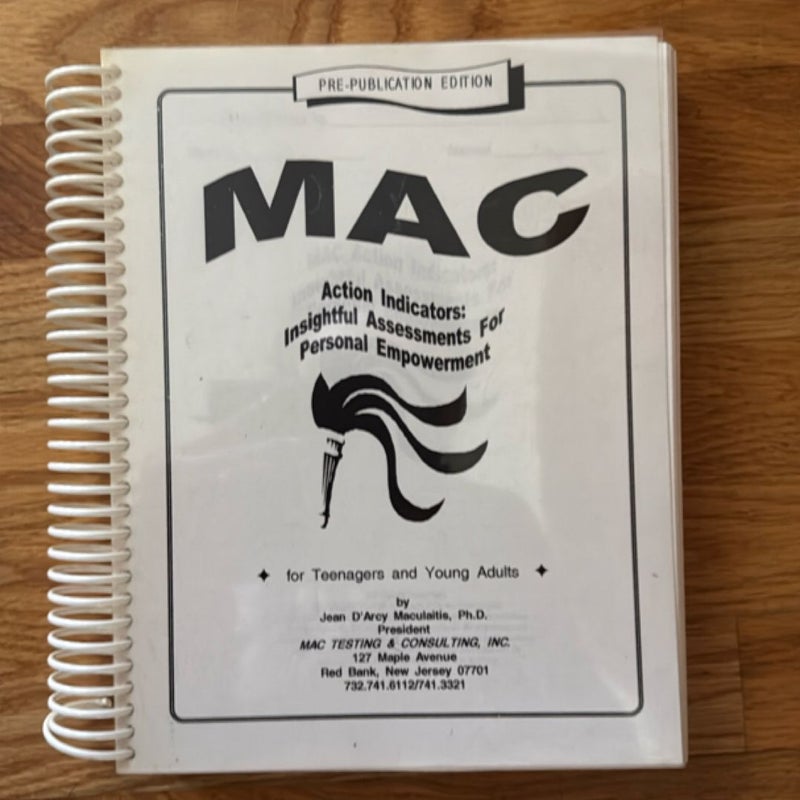 PRE-PUBLICATION EDITION
MAC
Action Indicators:
Insightful Assessments For
Personal Empowerment
✦ for Teenagers and Young Adults ✦
by
Jean D'Arcy Maculaitis, Ph.D.
President
MAC TESTING & CONSULTING, INC.
127 Maple Avenue
Red Bank, New Jersey 07701
732.741.6112/741.3321